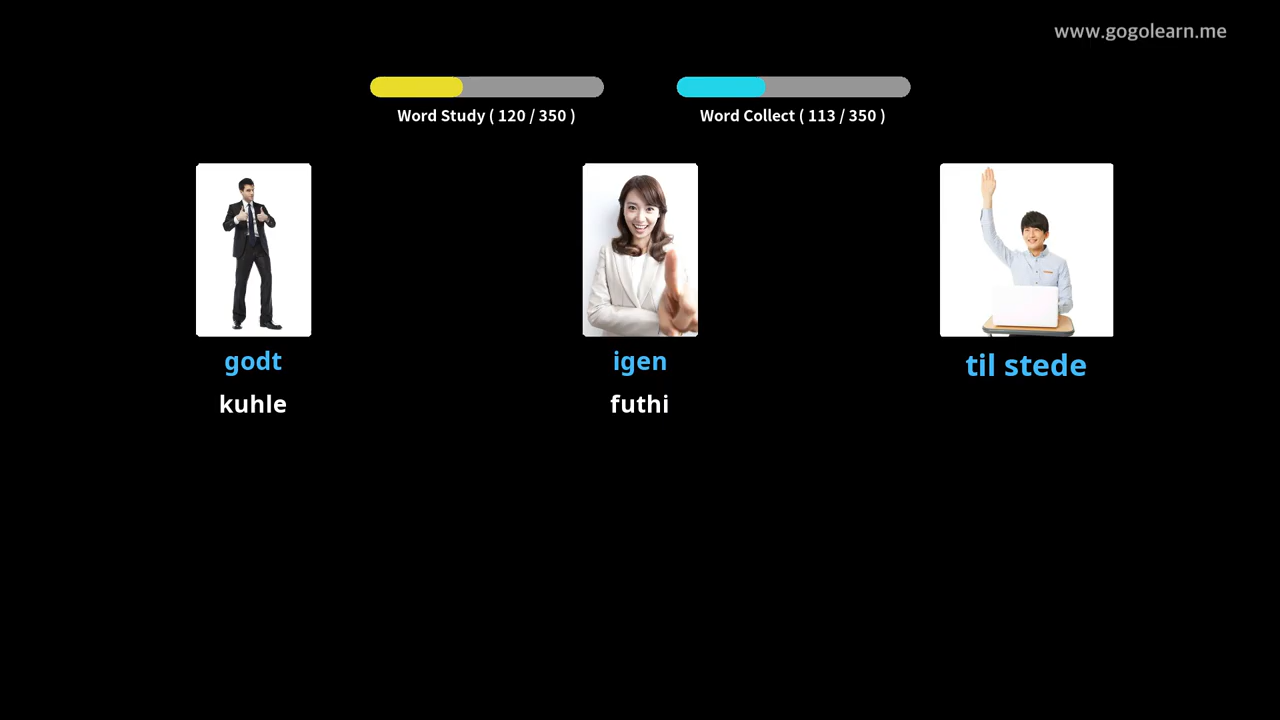 www.gogolearn.me
Word Study ( 120 / 350 )
Word Collect ( 113 / 350 )
godt
kuhle
igen
futhi
til stede